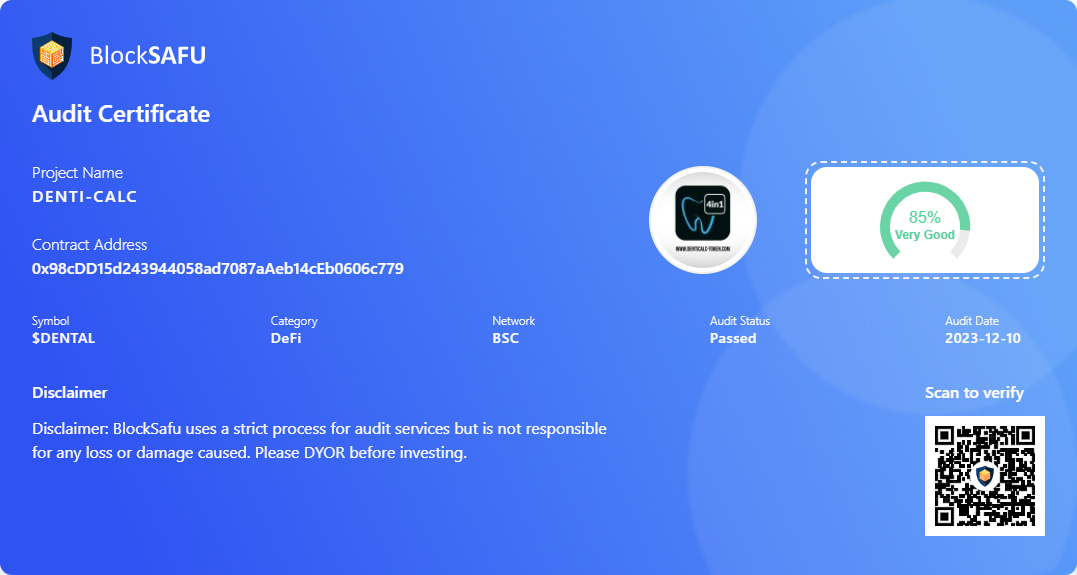 BlockSAFU
Audit Certificate
Project Name
DENTI-CALC
Contract Address
0x98cDD15d243944058ad7087aAeb14cEb0606c779
4in1
WWW.DENTICALC-TOKEN.COM
85%
Very Good
Symbol
$DENTAL
Category
DeFi
Network
BSC
Audit Status
Passed
Audit Date
2023-12-10
Disclaimer
Disclaimer: BlockSafu uses a strict process for audit services but is not responsible
for any loss or damage caused. Please DYOR before investing.
Scan to verify